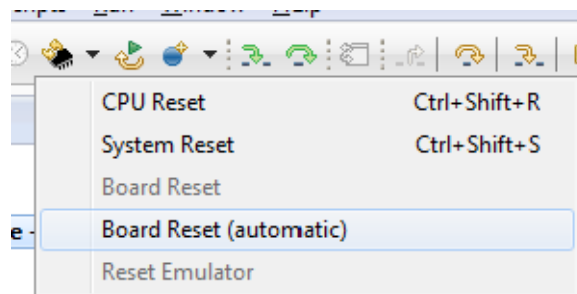 CPU Reset Ctrl+Shift+R
System Reset Ctrl+Shift+S
Board Reset
Board Reset (automatic)
Reset Emulator